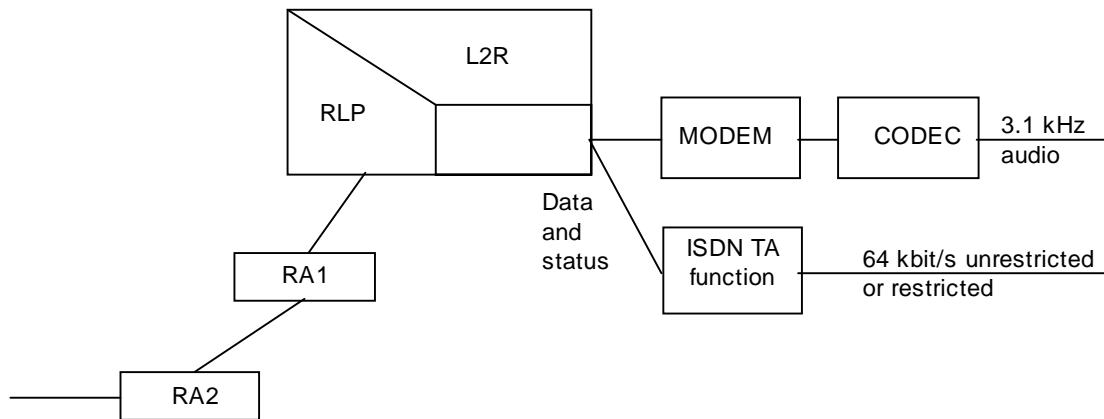 L2R
RLP
MODEM
CODEC
3.1 kHz
audio
Data
and
status
ISDN TA
function
64 kbit/s unrestricted
or restricted
RA1
RA2